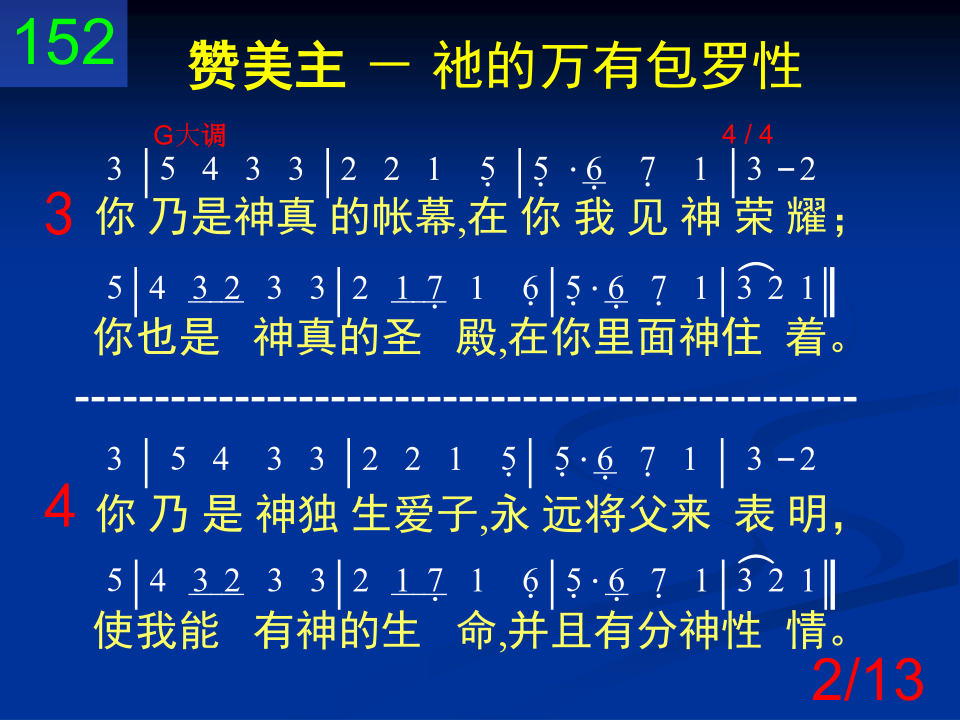 152
赞美主 － 祂的万有包罗性
G大调 4 / 4
3 | 5 4 3 3 | 2 2 1 5̣ | 5̣ · 6̣ 7̣ 1 | 3 － 2
3 你 乃是神真 的帐幕,在 你 我 见 神 荣 耀；
5 | 4 3 2 3 3 | 2 1 7̣ 1 6̣ | 5̣ · 6̣ 7̣ 1 | 3 2 1 ‖
你也是 神真的圣 殿,在你里面神住 着。
------------------------------------------------
3 | 5 4 3 3 | 2 2 1 5̣ | 5̣ · 6̣ 7̣ 1 | 3 － 2
4 你 乃 是 神独 生爱子,永 远将父来 表 明，
5 | 4 3 2 3 3 | 2 1 7̣ 1 6̣ | 5̣ · 6̣ 7̣ 1 | 3 2 1 ‖
使我能 有神的生 命,并且有分神性 情。
2/13